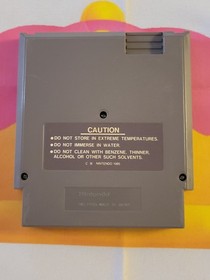 CAUTION
●DO NOT STORE IN EXTREME TEMPERATURES.
●DO NOT IMMERSE IN WATER.
●DO NOT CLEAN WITH BENZENE, THINNER,
ALCOHOL OR OTHER SUCH SOLVENTS.